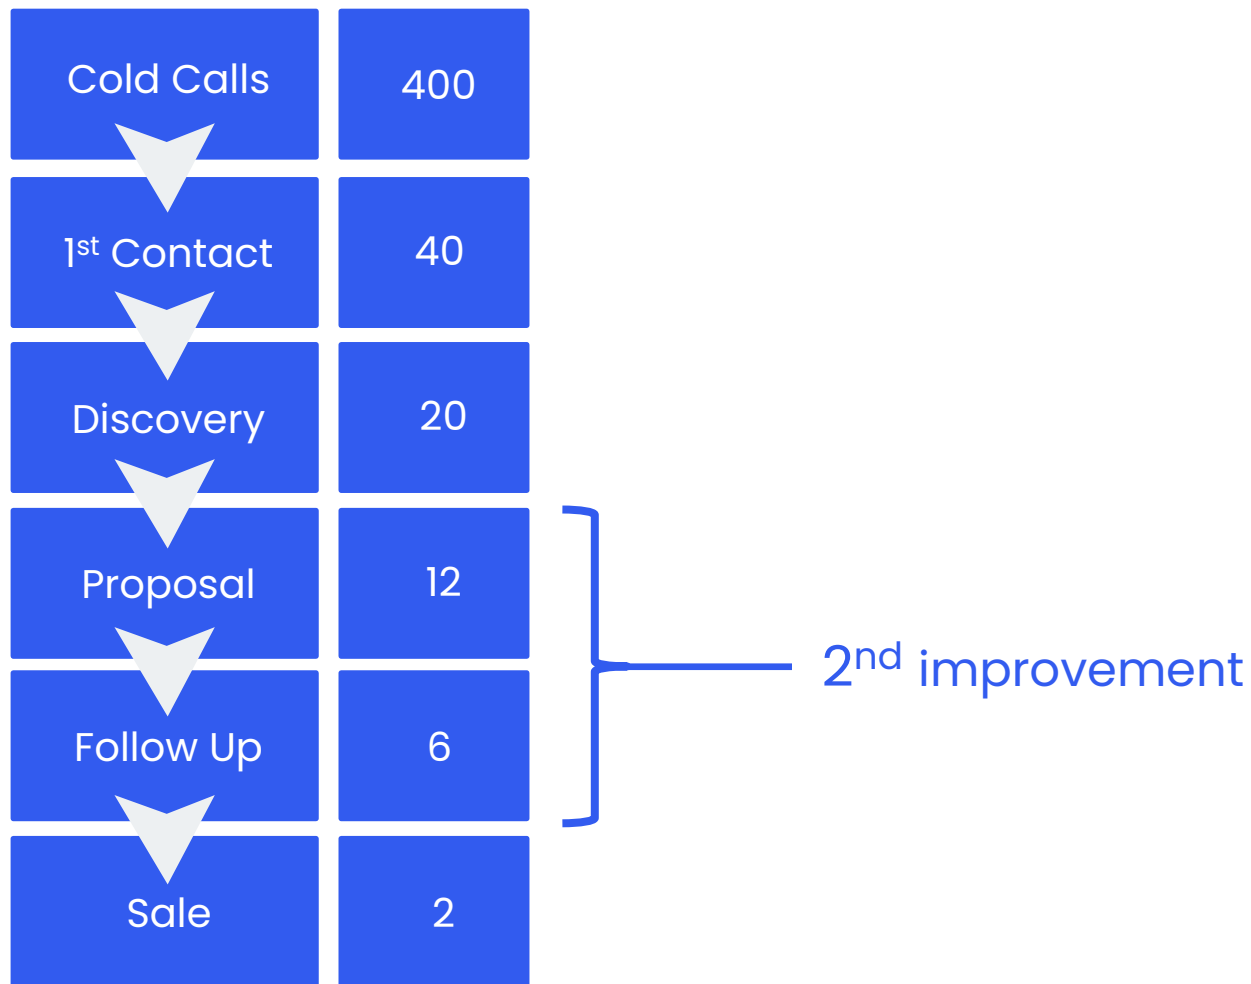 Cold Calls 400
1st Contact 40
Discovery 20
Proposal 12
2nd improvement
Follow Up 6
Sale 2